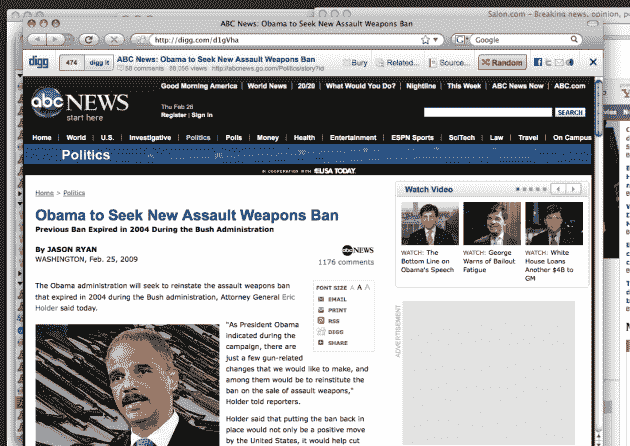 Salon.com – Breaking news, opinion, p
ABC News: Obama to Seek New Assault Weapons Ban
http://digg.com/d1gVha
Google
digg 474 digg it ABC News: Obama to Seek New Assault Weapons Ban Bury Related... Source... Random
58 comments 88,056 views http://abcnews.go.com/Politics/story?id
Good Morning America World News 20/20 What Would You Do? Nightline This Week ABC News Now ABC.com
abc NEWS
start here
Thu Feb 26
Register | Sign In
SEARCH
Home World U.S. Investigative Politics Polls Money Health Entertainment ESPN Sports SciTech Law Travel On Campus
Politics
IN COOPERATION WITH USA TODAY
Home > Politics
Obama to Seek New Assault Weapons Ban
Previous Ban Expired in 2004 During the Bush Administration
By JASON RYAN
WASHINGTON, Feb. 25, 2009
abc NEWS
1176 comments
The Obama administration will seek to reinstate the assault weapons ban
that expired in 2004 during the Bush administration, Attorney General Eric
Holder said today.
FONT SIZE A A A
EMAIL
PRINT
RSS
DIGG
SHARE
"As President Obama
indicated during the
campaign, there are
just a few gun-related
changes that we would like to make, and
among them would be to reinstitute the
ban on the sale of assault weapons,"
Holder told reporters.
Holder said that putting the ban back in
place would not only be a positive move
by the United States, it would help cut
Watch Video
WATCH: The
Bottom Line on
Obama's Speech
WATCH: George
Warns of Bailout
Fatigue
WATCH: White
House Loans
Another $4B to
GM
ADVERTISEMENT